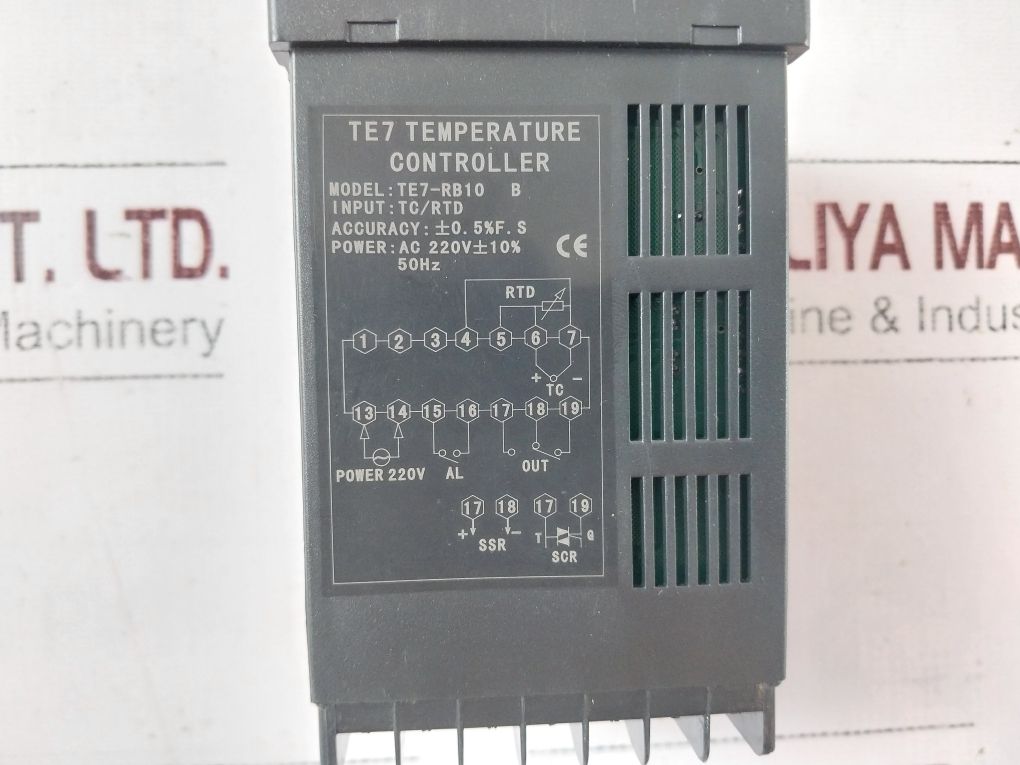 TE7 TEMPERATURE
CONTROLLER
MODEL:TE7-RB10 B
INPUT:TC/RTD
ACCURACY:±0.5%F.S
POWER:AC 220V±10%
50Hz
CE
RTD
1 2 3 4 5 6 7
+ TC -
13 14 15 16 17 18 19
POWER 220V AL OUT
17 18 17 19
+ SSR - T G
SCR
T. LTD.
Machinery
LIYA MA
ine & Indus